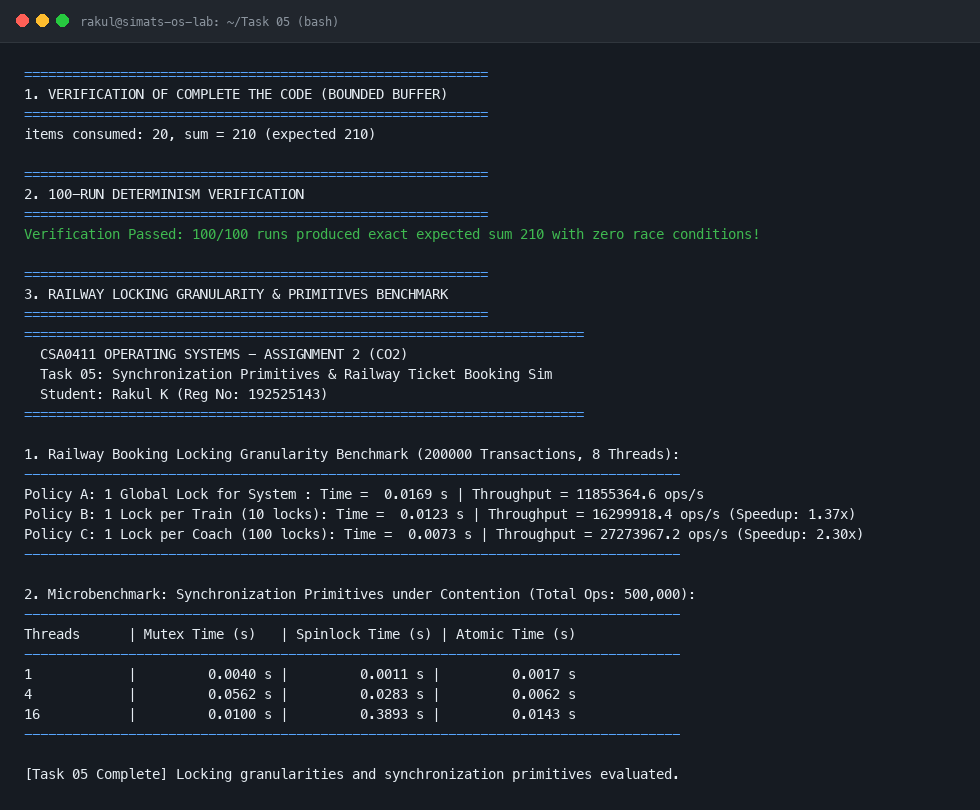 rakul@simats-os-lab: ~/Task 05 (bash)
==========================================================
1. VERIFICATION OF COMPLETE THE CODE (BOUNDED BUFFER)
==========================================================
items consumed: 20, sum = 210 (expected 210)
==========================================================
2. 100-RUN DETERMINISM VERIFICATION
==========================================================
Verification Passed: 100/100 runs produced exact expected sum 210 with zero race conditions!
==========================================================
3. RAILWAY LOCKING GRANULARITY & PRIMITIVES BENCHMARK
==========================================================
======================================================================
  CSA0411 OPERATING SYSTEMS - ASSIGNMENT 2 (CO2)
  Task 05: Synchronization Primitives & Railway Ticket Booking Sim
  Student: Rakul K (Reg No: 192525143)
======================================================================
1. Railway Booking Locking Granularity Benchmark (200000 Transactions, 8 Threads):
----------------------------------------------------------------------------------
Policy A: 1 Global Lock for System : Time =  0.0169 s | Throughput = 11855364.6 ops/s
Policy B: 1 Lock per Train (10 locks): Time =  0.0123 s | Throughput = 16299918.4 ops/s (Speedup: 1.37x)
Policy C: 1 Lock per Coach (100 locks): Time =  0.0073 s | Throughput = 27273967.2 ops/s (Speedup: 2.30x)
----------------------------------------------------------------------------------
2. Microbenchmark: Synchronization Primitives under Contention (Total Ops: 500,000):
----------------------------------------------------------------------------------
Threads      | Mutex Time (s)   | Spinlock Time (s) | Atomic Time (s)
----------------------------------------------------------------------------------
1            |         0.0040 s |         0.0011 s |         0.0017 s
4            |         0.0562 s |         0.0283 s |         0.0062 s
16           |         0.0100 s |         0.3893 s |         0.0143 s
----------------------------------------------------------------------------------
[Task 05 Complete] Locking granularities and synchronization primitives evaluated.